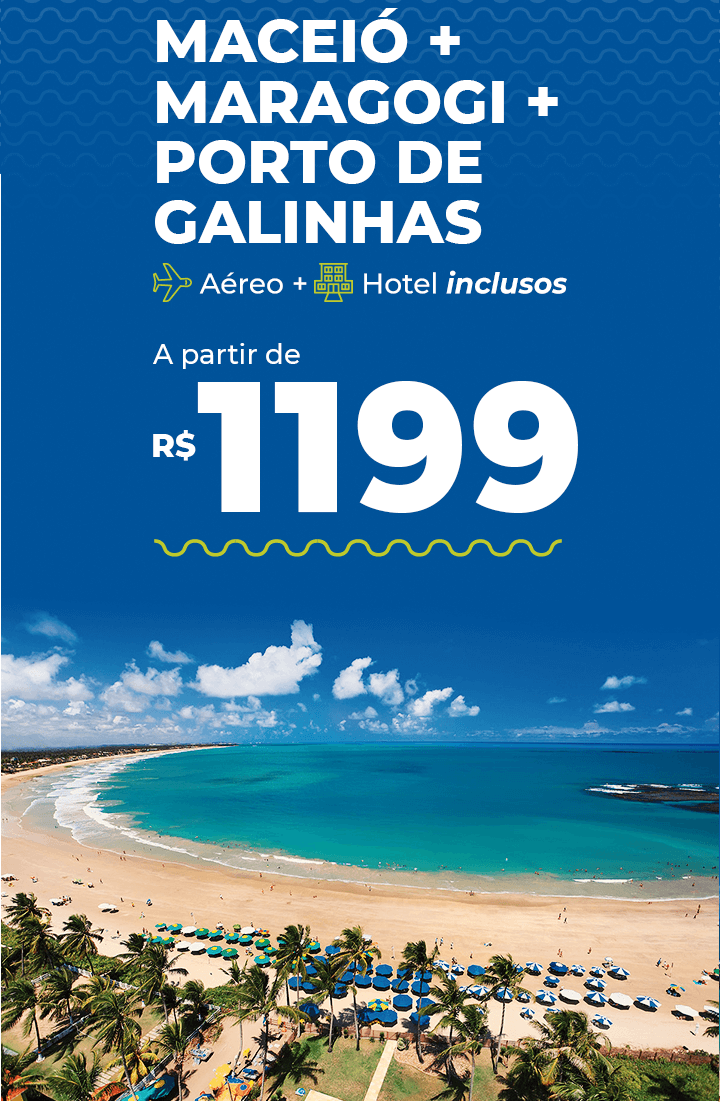 MACEIÓ +
MARAGOGI +
PORTO DE
GALINHAS
Aéreo + Hotel inclusos
A partir de
R$ 1199